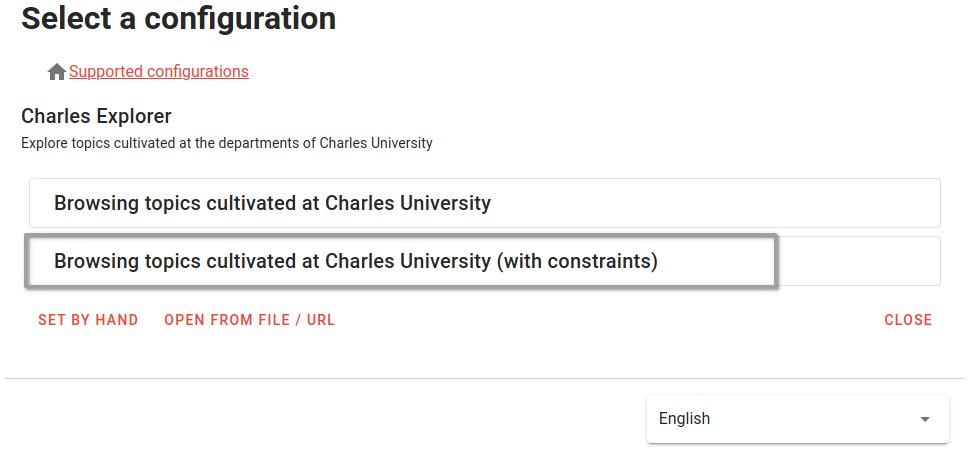 Select a configuration
Supported configurations
Charles Explorer
Explore topics cultivated at the departments of Charles University
Browsing topics cultivated at Charles University
Browsing topics cultivated at Charles University (with constraints)
SET BY HAND OPEN FROM FILE / URL CLOSE
English